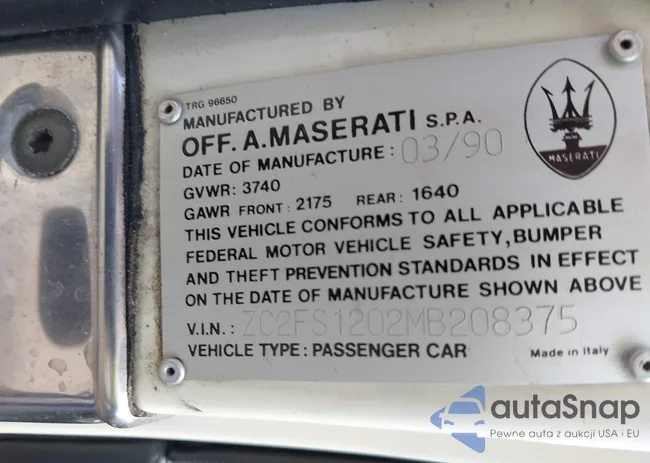 TRG 96650
MANUFACTURED BY
OFF. A. MASERATI S.P.A.
DATE OF MANUFACTURE: 03/90
GVWR: 3740
GAWR FRONT: 2175 REAR: 1640
THIS VEHICLE CONFORMS TO ALL APPLICABLE
FEDERAL MOTOR VEHICLE SAFETY, BUMPER
AND THEFT PREVENTION STANDARDS IN EFFECT
ON THE DATE OF MANUFACTURE SHOWN ABOVE
V.I.N.: ZC2FS1202MB208375
VEHICLE TYPE: PASSENGER CAR
Made in Italy
MASERATI
autaSnap
Pewne auta z aukcji USA i EU